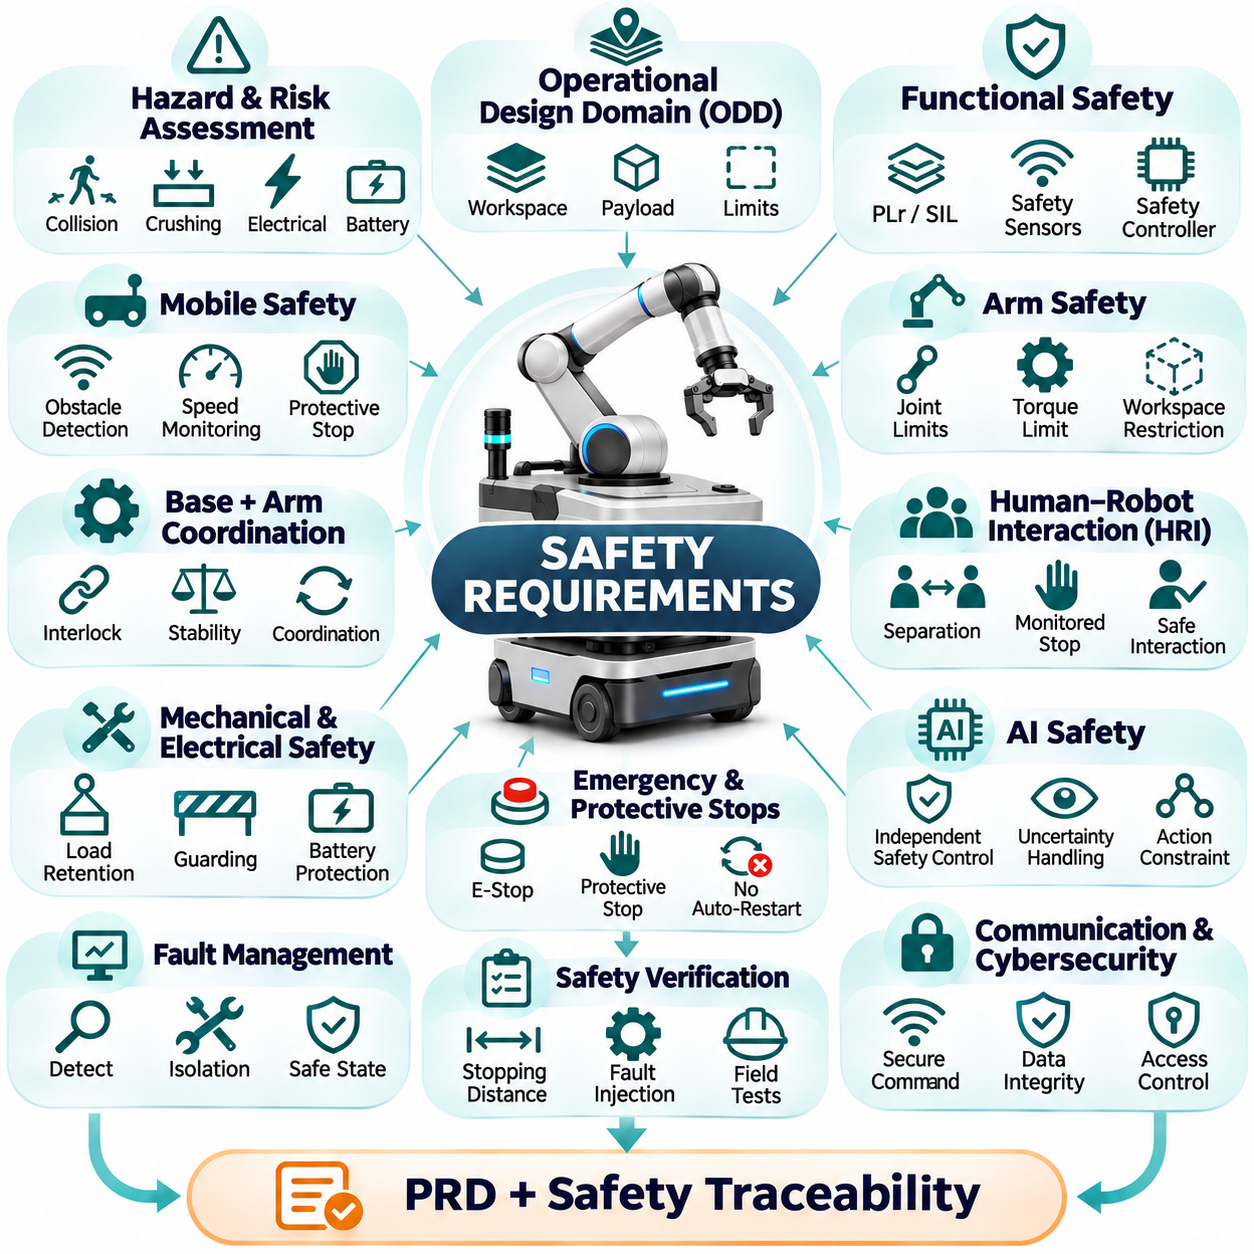 Hazard & Risk
Assessment
Collision
Crushing
Electrical
Battery
Operational
Design Domain (ODD)
Workspace
Payload
Limits
Functional Safety
PLr / SIL
Safety
Sensors
Safety
Controller
Mobile Safety
Obstacle
Detection
Speed
Monitoring
Protective
Stop
Arm Safety
Joint
Limits
Torque
Limit
Workspace
Restriction
Base + Arm
Coordination
Interlock
Stability
Coordination
SAFETY
REQUIREMENTS
Human–Robot
Interaction (HRI)
Separation
Monitored
Stop
Safe
Interaction
Mechanical &
Electrical Safety
Load
Retention
Guarding
Battery
Protection
Emergency &
Protective Stops
E-Stop
Protective
Stop
No
Auto-Restart
AI
AI Safety
Independent
Safety Control
Uncertainty
Handling
Action
Constraint
Fault Management
Detect
Isolation
Safe State
Safety Verification
Stopping
Distance
Fault
Injection
Field
Tests
Communication &
Cybersecurity
Secure
Command
Data
Integrity
Access
Control
PRD + Safety Traceability